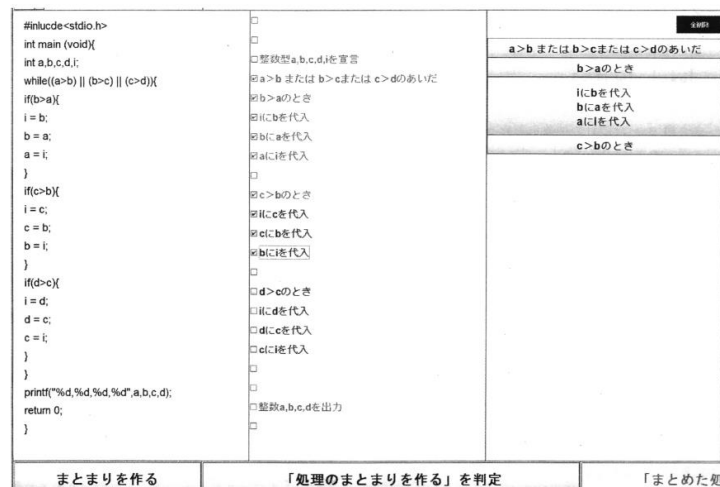 #inlucde<stdio.h>
int main (void){
int a,b,c,d,i;
while((a>b) || (b>c) || (c>d)){
if(b>a){
i = b;
b = a;
a = i;
}
if(c>b){
i = c;
c = b;
b = i;
}
if(d>c){
i = d;
d = c;
c = i;
}
}
printf("%d,%d,%d,%d",a,b,c,d);
return 0;
}
整数型a,b,c,d,iを宣言
a>b または b>cまたは c>dのあいだ
b>aのとき
iにbを代入
bにaを代入
aにiを代入
c>bのとき
iにcを代入
cにbを代入
bにiを代入
d>cのとき
iにdを代入
dにcを代入
cにiを代入
整数a,b,c,dを出力
全削除
a>b または b>cまたは c>dのあいだ
b>aのとき
iにbを代入
bにaを代入
aにiを代入
c>bのとき
まとまりを作る
「処理のまとまりを作る」を判定
「まとめた処